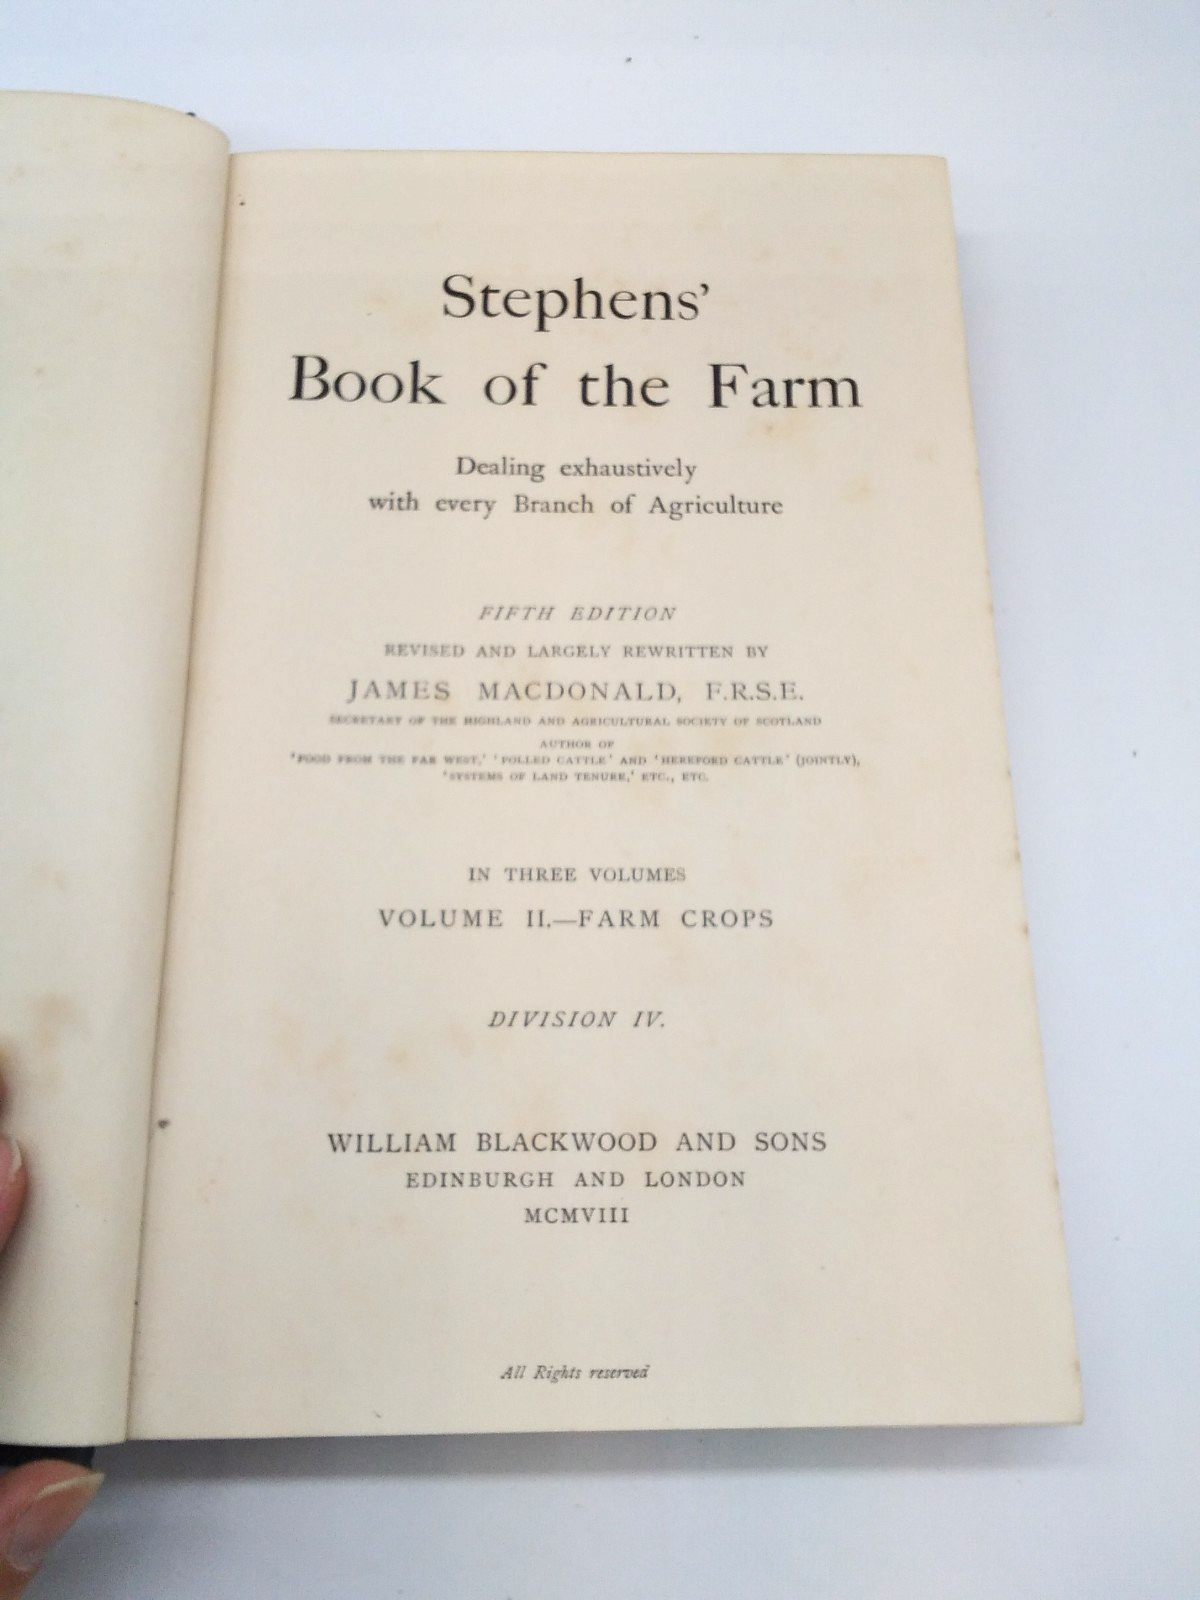 Stephens’
Book of the Farm
Dealing exhaustively
with every Branch of Agriculture
FIFTH EDITION
REVISED AND LARGELY REWRITTEN BY
JAMES MACDONALD, F.R.S.E.
SECRETARY OF THE HIGHLAND AND AGRICULTURAL SOCIETY OF SCOTLAND
AUTHOR OF
‘FOOD FROM THE FAR WEST,’ ‘POLLED CATTLE’ AND ‘HEREFORD CATTLE’ (JOINTLY),
‘SYSTEMS OF LAND TENURE,’ ETC., ETC.
IN THREE VOLUMES
VOLUME II.—FARM CROPS
DIVISION IV.
WILLIAM BLACKWOOD AND SONS
EDINBURGH AND LONDON
MCMVIII
All Rights reserved